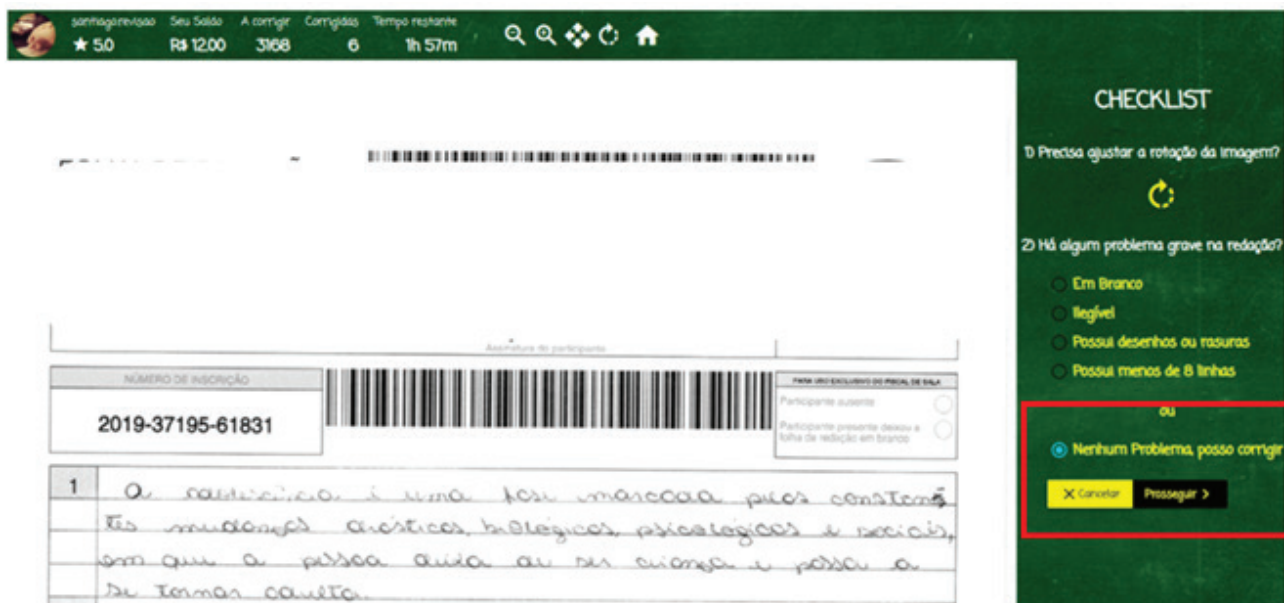 sanhagarevisao Seu Saldo A corrigir Corrigidas Tempo restante
★ 5.0 R$ 12.00 3168 6 1h 57m
CHECKLIST
1) Precisa ajustar a rotação da imagem?
2) Há algum problema grave na redação?
Em Branco
Ilegível
Possui desenhos ou rasuras
Possui menos de 8 linhas
ou
Nenhum Problema, posso corrigir
X Cancelar Prosseguir >
Assinatura do participante
NÚMERO DE INSCRIÇÃO
2019-37195-61831
PARA USO EXCLUSIVO DO FISCAL DE SALA
Participante ausente
Participante presente deixou a
folha de redação em branco
1 A é uma fase marcada pelas constan
tes mudanças drásticas, biológicas, psicológicas e sociais,
em que a pessoa deixa de ser criança e passa a
se tornar